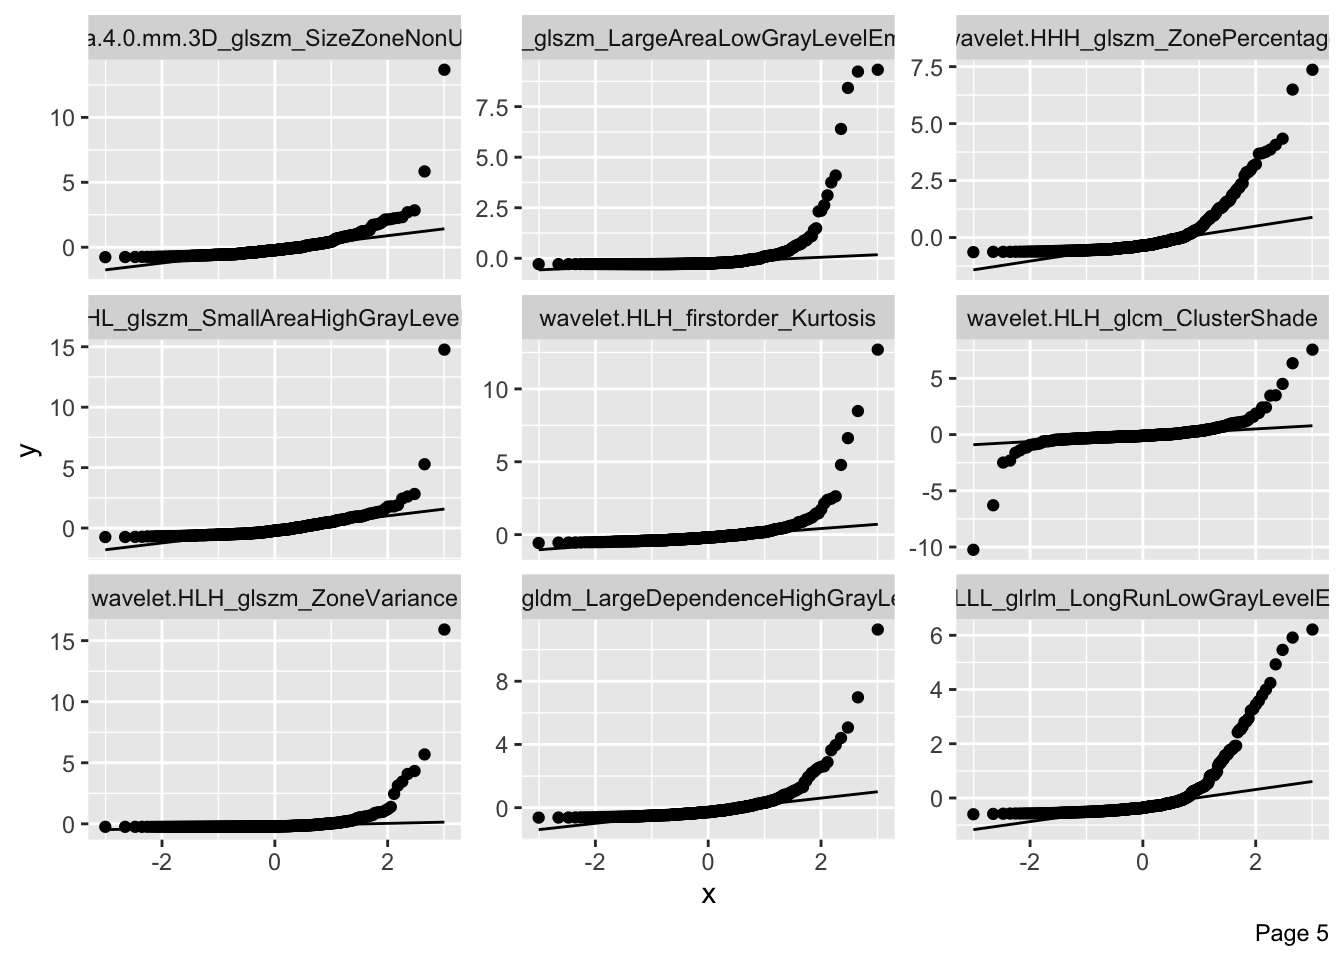 a.4.0.mm.3D_glszm_SizeZoneNonU
_glszm_LargeAreaLowGrayLevelEm
wavelet.HHH_glszm_ZonePercentag
10
5
0
7.5
5.0
2.5
0.0
7.5
5.0
2.5
0.0
HL_glszm_SmallAreaHighGrayLeve
wavelet.HLH_firstorder_Kurtosis
wavelet.HLH_glcm_ClusterShade
15
10
5
0
10
5
0
5
0
-5
-10
y
wavelet.HLH_glszm_ZoneVariance
gldm_LargeDependenceHighGrayLe
LLL_glrlm_LongRunLowGrayLevelE
15
10
5
0
8
4
0
6
4
2
0
-2 0 2
-2 0 2
-2 0 2
x
Page 5